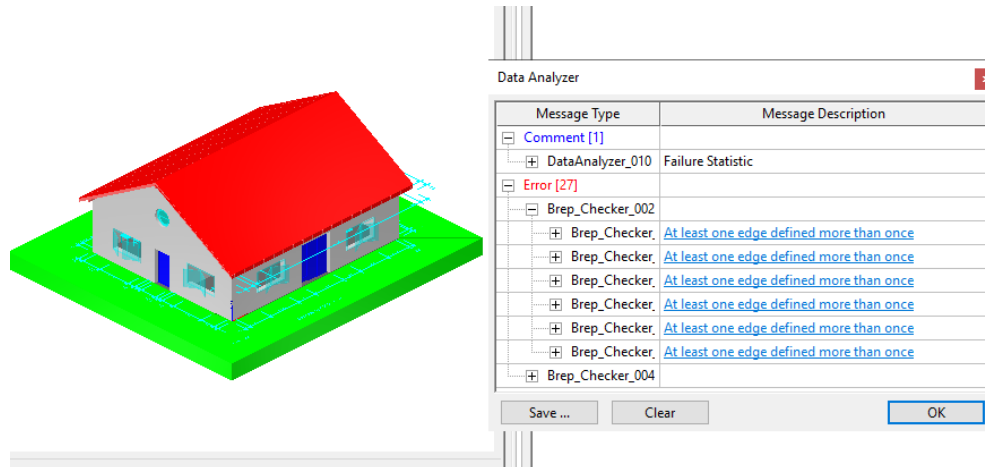 Data Analyzer
Message Type Message Description
Comment [1]
DataAnalyzer_010 Failure Statistic
Error [27]
Brep_Checker_002
Brep_Checker_ At least one edge defined more than once
Brep_Checker_ At least one edge defined more than once
Brep_Checker_ At least one edge defined more than once
Brep_Checker_ At least one edge defined more than once
Brep_Checker_ At least one edge defined more than once
Brep_Checker_ At least one edge defined more than once
Brep_Checker_004
Save ... Clear OK